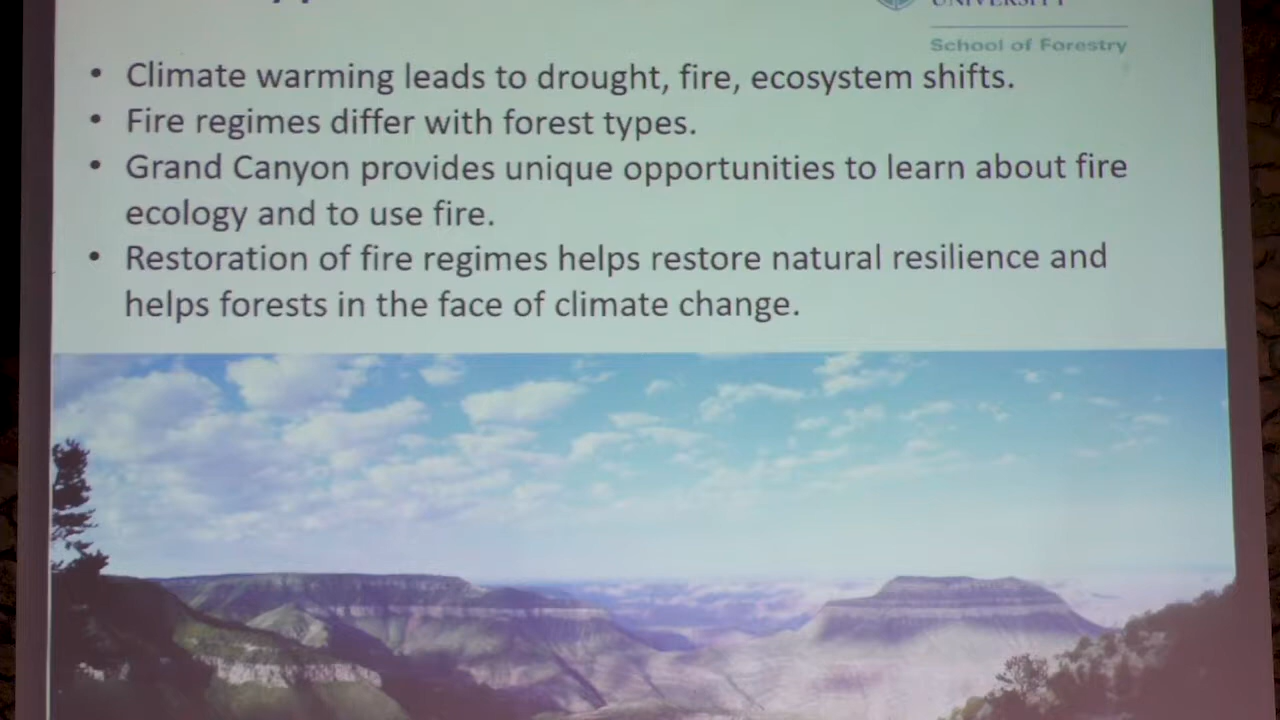 UNIVERSITY
School of Forestry
• Climate warming leads to drought, fire, ecosystem shifts.
• Fire regimes differ with forest types.
• Grand Canyon provides unique opportunities to learn about fire
ecology and to use fire.
• Restoration of fire regimes helps restore natural resilience and
helps forests in the face of climate change.